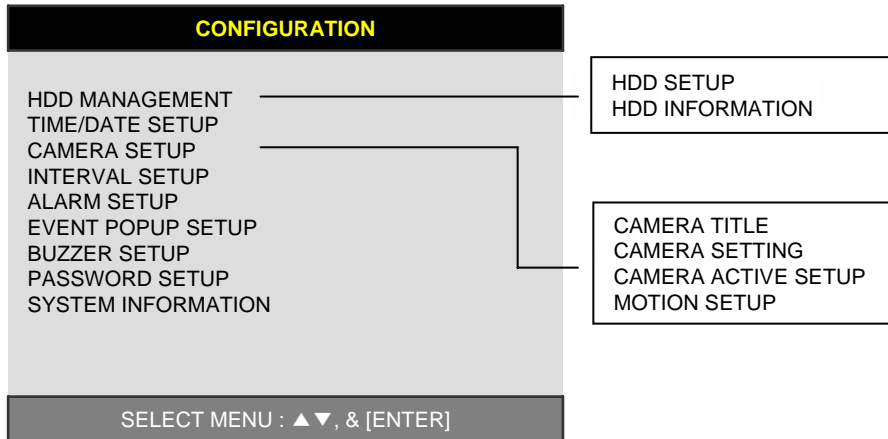 CONFIGURATION
HDD MANAGEMENT
TIME/DATE SETUP
CAMERA SETUP
INTERVAL SETUP
ALARM SETUP
EVENT POPUP SETUP
BUZZER SETUP
PASSWORD SETUP
SYSTEM INFORMATION
SELECT MENU : ▲▼, & [ENTER]
HDD SETUP
HDD INFORMATION
CAMERA TITLE
CAMERA SETTING
CAMERA ACTIVE SETUP
MOTION SETUP